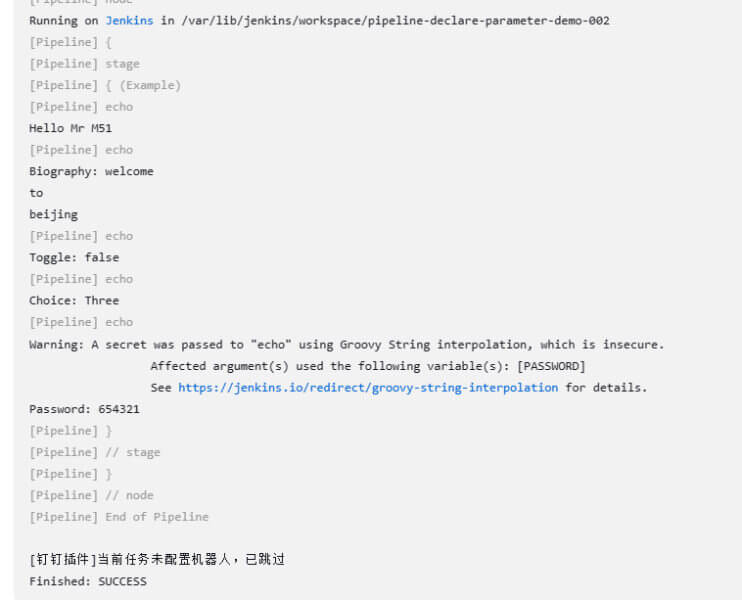 [Pipeline] node
Running on Jenkins in /var/lib/jenkins/workspace/pipeline-declare-parameter-demo-002
[Pipeline] {
[Pipeline] stage
[Pipeline] { (Example)
[Pipeline] echo
Hello Mr M51
[Pipeline] echo
Biography: welcome
to
beijing
[Pipeline] echo
Toggle: false
[Pipeline] echo
Choice: Three
[Pipeline] echo
Warning: A secret was passed to "echo" using Groovy String interpolation, which is insecure.
Affected argument(s) used the following variable(s): [PASSWORD]
See https://jenkins.io/redirect/groovy-string-interpolation for details.
Password: 654321
[Pipeline] }
[Pipeline] // stage
[Pipeline] }
[Pipeline] // node
[Pipeline] End of Pipeline
[钉钉插件]当前任务未配置机器人，已跳过
Finished: SUCCESS